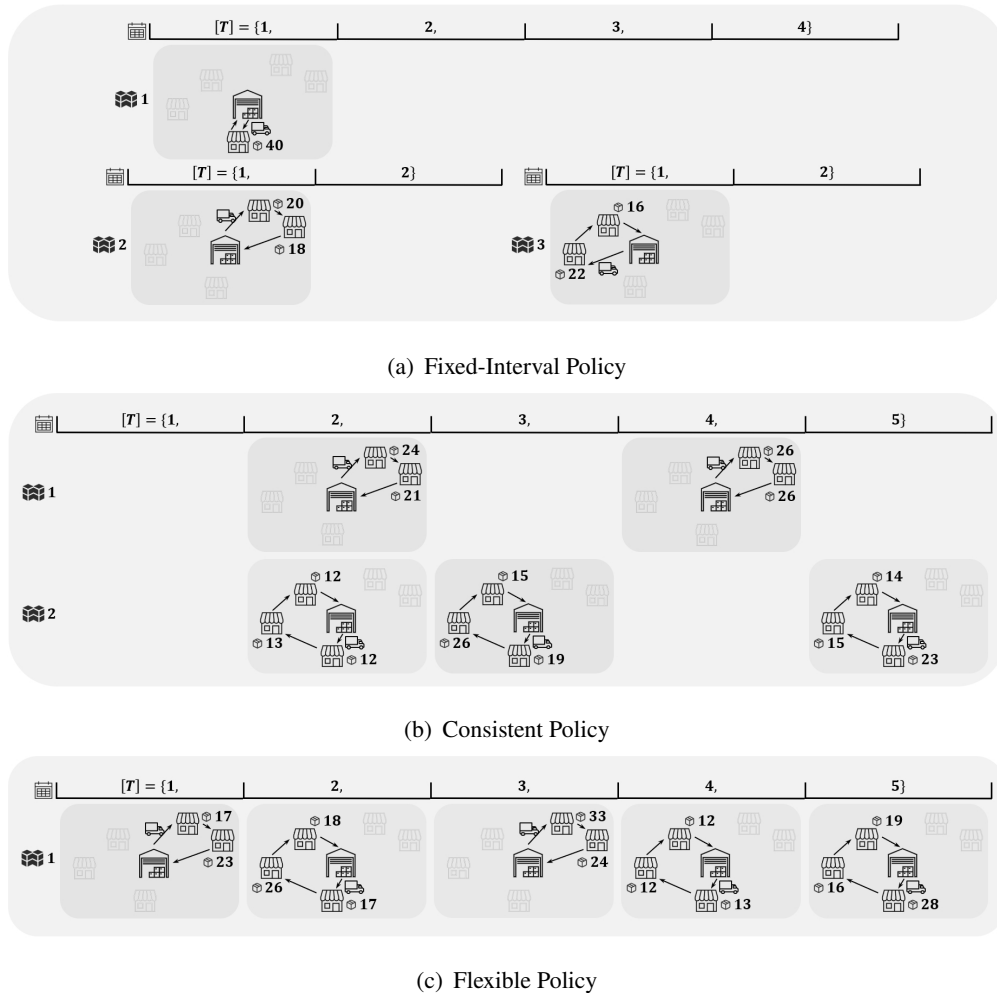 [T] = {1, 2, 3, 4}
1
40
[T] = {1, 2} [T] = {1, 2}
20 16
2 3
18 22
(a) Fixed-Interval Policy
[T] = {1, 2, 3, 4, 5}
24 26
1
21 26
12 15 14
2
13 12 26 19 15 23
(b) Consistent Policy
[T] = {1, 2, 3, 4, 5}
17 18 33 12 19
1
23 26 17 24 12 13 16 28
(c) Flexible Policy